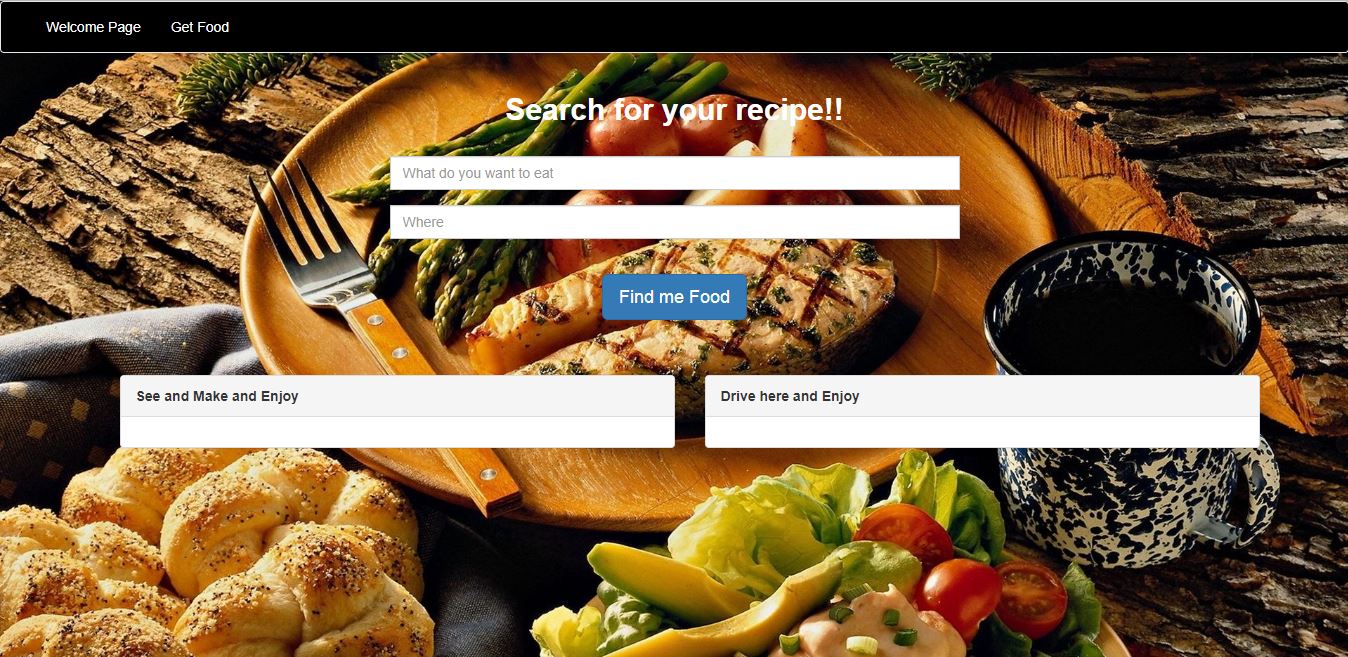 Welcome Page Get Food
Search for your recipe!!
What do you want to eat
Where
Find me Food
See and Make and Enjoy
Drive here and Enjoy